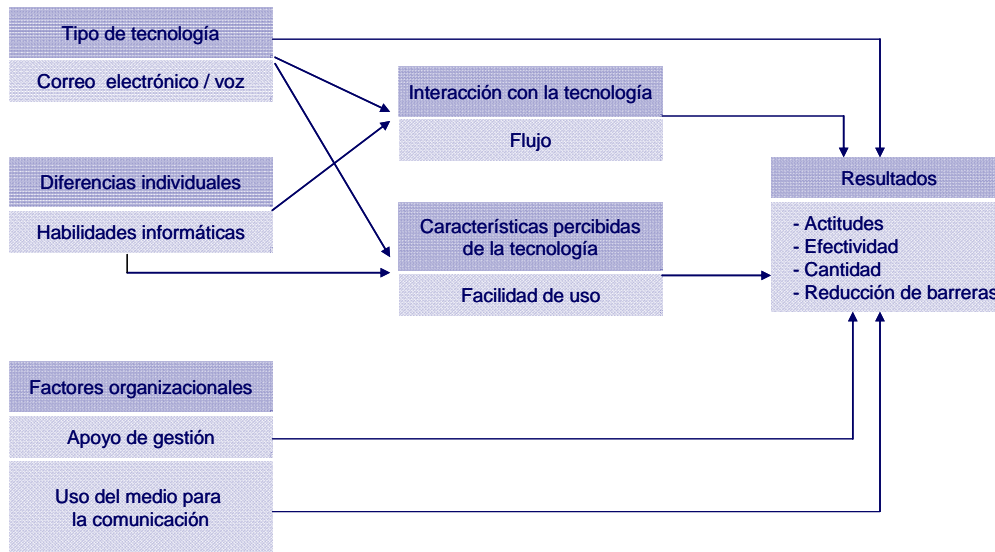 Tipo de tecnología
Correo electrónico / voz
Diferencias individuales
Habilidades informáticas
Factores organizacionales
Apoyo de gestión
Uso del medio para
la comunicación
Interacción con la tecnología
Flujo
Características percibidas
de la tecnología
Facilidad de uso
Resultados
- Actitudes
- Efectividad
- Cantidad
- Reducción de barreras